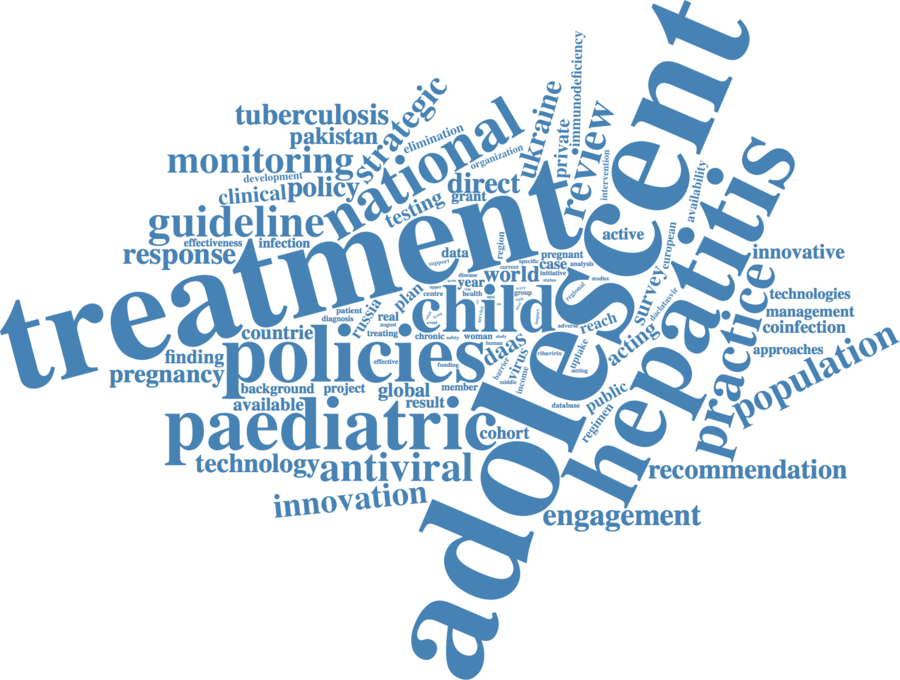 adolescent
treatment
hepatitis
policies
paediatric
child
national
practice
population
guideline
monitoring
antiviral
innovation
tuberculosis
pakistan
strategic
elimination
organization
ukraine
private
immunodeficiency
review
intervention
development
clinical
policy
testing
direct
grant
response
effectiveness
infection
data
support
region
specific
pregnant
active
availability
european
innovative
technologies
management
coinfection
approaches
survey
daclatasvir
acting
reach
case
analysis
initiative
status
world
current
disease
year
health
upper
centre
group
regional
studies
plan
russia
real
august
treating
patient
diagnosis
countrie
finding
pregnancy
background
project
available
global
result
member
effective
funding
chronic
safety
woman
study
human
daas
barrier
virus
income
middle
ribavirin
uptake
setting
adverse
database
public
regimen
cohort
technology
recommendation
engagement